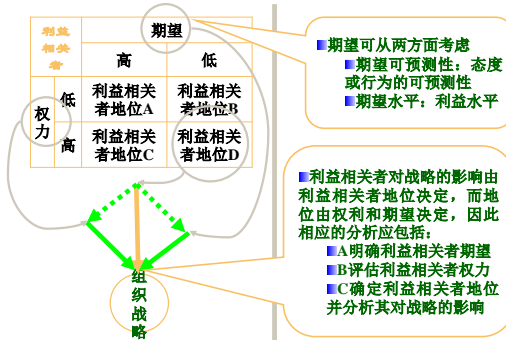 利益
相关
者
期望
高
低
权
力
低
利益相关
者地位A
利益相关
者地位B
高
利益相关
者地位C
利益相关
者地位D
组
织
战
略
期望可从两方面考虑
期望可预测性：态度
或行为的可预测性
期望水平：利益水平
利益相关者对战略的影响由
利益相关者地位决定，而地
位由权利和期望决定，因此
相应的分析应包括：
A明确利益相关者期望
B评估利益相关者权力
C确定利益相关者地位
并分析其对战略的影响